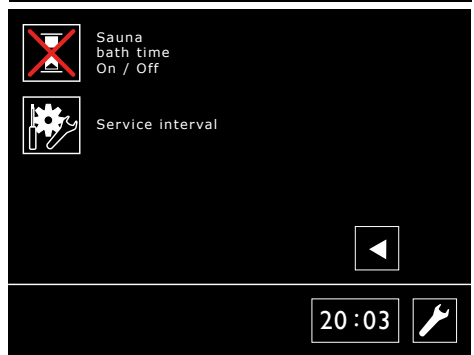 Sauna
bath time
On / Off
Service interval
20:03